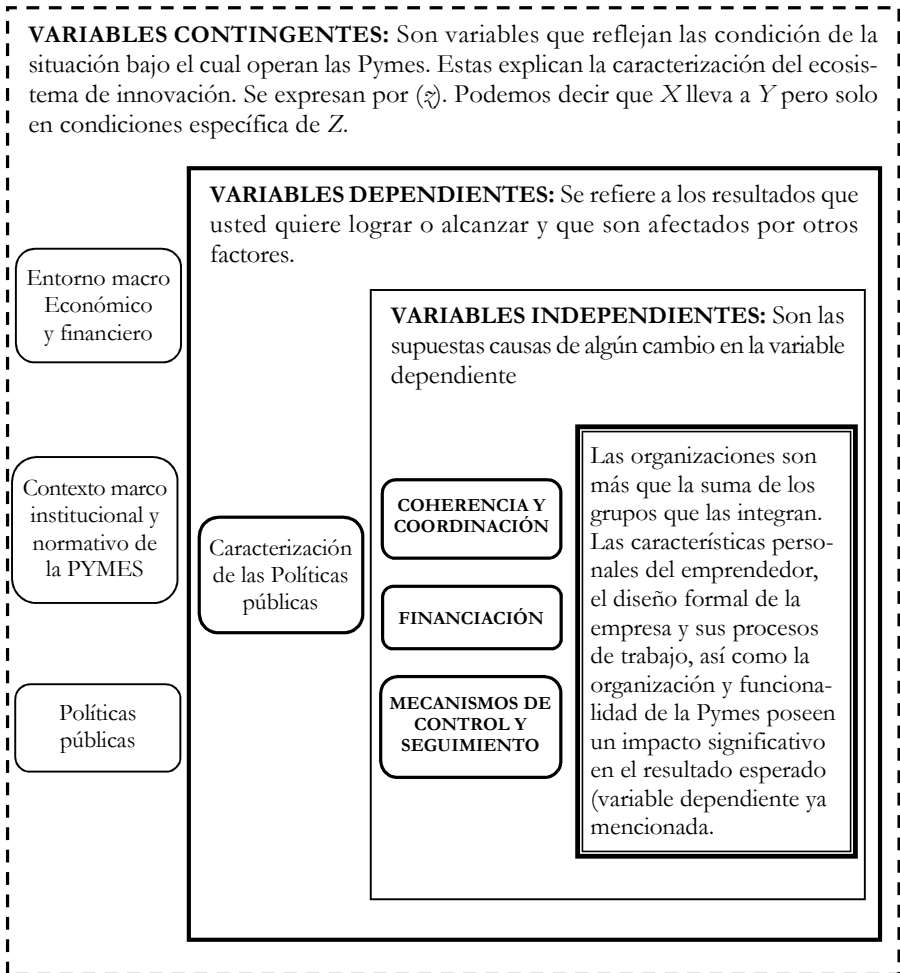 VARIABLES CONTINGENTES: Son variables que reflejan las condición de la
situación bajo el cual operan las Pymes. Estas explican la caracterización del ecosis-
tema de innovación. Se expresan por (z). Podemos decir que X lleva a Y pero solo
en condiciones específica de Z.
VARIABLES DEPENDIENTES: Se refiere a los resultados que
usted quiere lograr o alcanzar y que son afectados por otros
factores.
Entorno macro
Económico
y financiero
Contexto marco
institucional y
normativo de
la PYMES
Políticas
públicas
Caracterización
de las Políticas
públicas
VARIABLES INDEPENDIENTES: Son las
supuestas causas de algún cambio en la variable
dependiente
COHERENCIA Y
COORDINACIÓN
FINANCIACIÓN
MECANISMOS DE
CONTROL Y
SEGUIMIENTO
Las organizaciones son
más que la suma de los
grupos que las integran.
Las características perso-
nales del emprendedor,
el diseño formal de la
empresa y sus procesos
de trabajo, así como la
organización y funciona-
lidad de la Pymes poseen
un impacto significativo
en el resultado esperado
(variable dependiente ya
mencionada.